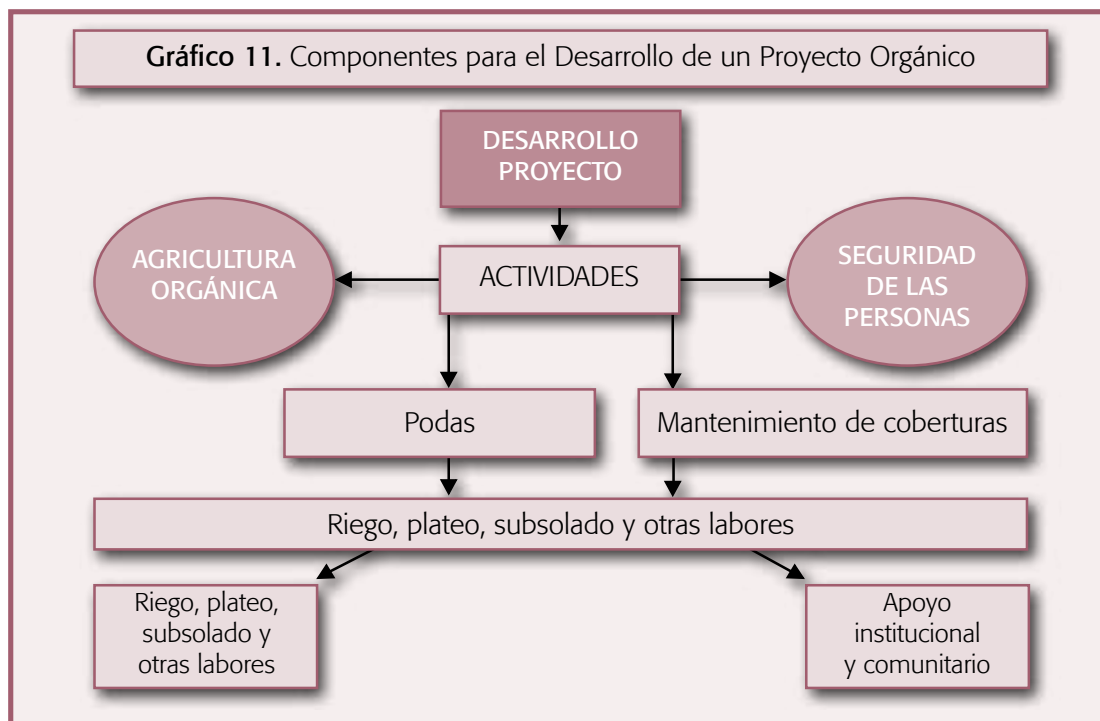 Gráfico 11. Componentes para el Desarrollo de un Proyecto Orgánico
DESARROLLO
PROYECTO
AGRICULTURA
ORGÁNICA
ACTIVIDADES
SEGURIDAD
DE LAS
PERSONAS
Podas
Mantenimiento de coberturas
Riego, plateo, subsolado y otras labores
Riego, plateo,
subsolado y
otras labores
Apoyo
institucional
y comunitario